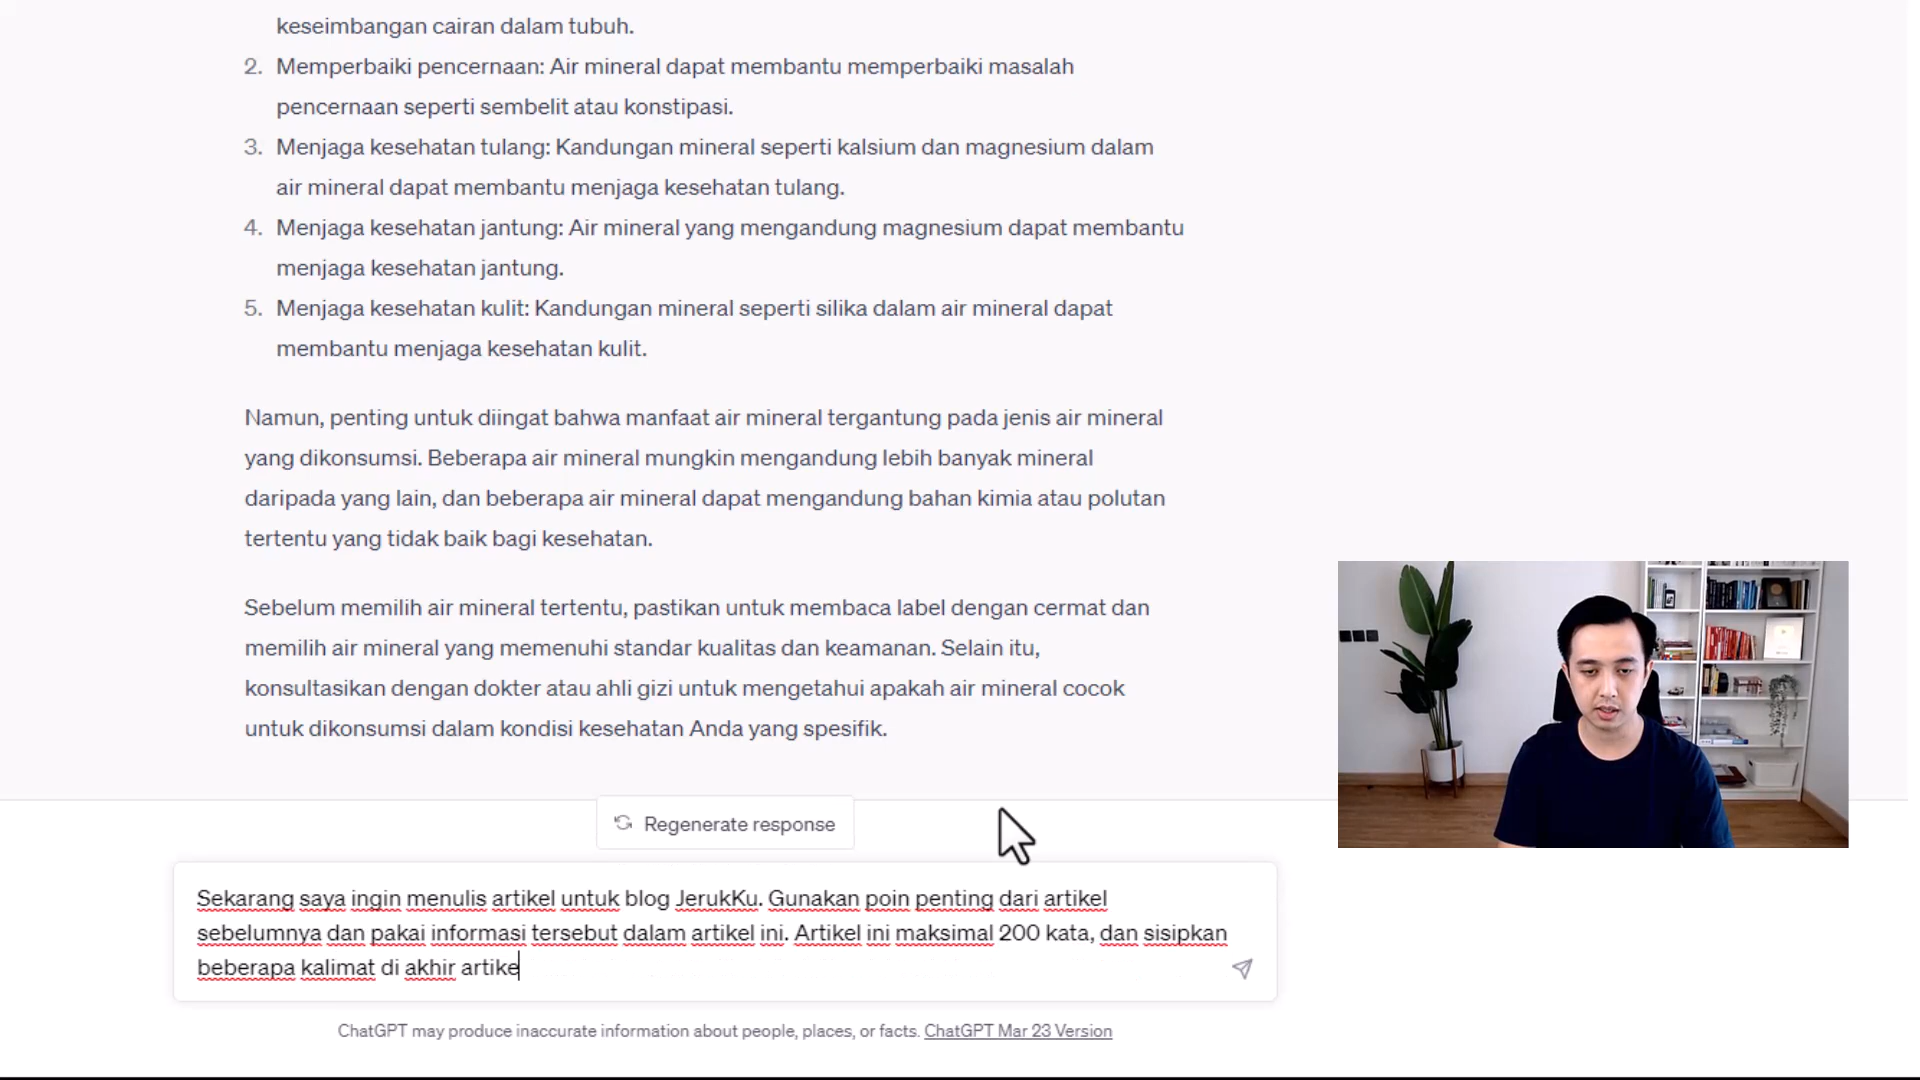 keseimbangan cairan dalam tubuh.
2. Memperbaiki pencernaan: Air mineral dapat membantu memperbaiki masalah
pencernaan seperti sembelit atau konstipasi.
3. Menjaga kesehatan tulang: Kandungan mineral seperti kalsium dan magnesium dalam
air mineral dapat membantu menjaga kesehatan tulang.
4. Menjaga kesehatan jantung: Air mineral yang mengandung magnesium dapat membantu
menjaga kesehatan jantung.
5. Menjaga kesehatan kulit: Kandungan mineral seperti silika dalam air mineral dapat
membantu menjaga kesehatan kulit.
Namun, penting untuk diingat bahwa manfaat air mineral tergantung pada jenis air mineral
yang dikonsumsi. Beberapa air mineral mungkin mengandung lebih banyak mineral
daripada yang lain, dan beberapa air mineral dapat mengandung bahan kimia atau polutan
tertentu yang tidak baik bagi kesehatan.
Sebelum memilih air mineral tertentu, pastikan untuk membaca label dengan cermat dan
memilih air mineral yang memenuhi standar kualitas dan keamanan. Selain itu,
konsultasikan dengan dokter atau ahli gizi untuk mengetahui apakah air mineral cocok
untuk dikonsumsi dalam kondisi kesehatan Anda yang spesifik.
Regenerate response
Sekarang saya ingin menulis artikel untuk blog JerukKu. Gunakan poin penting dari artikel
sebelumnya dan pakai informasi tersebut dalam artikel ini. Artikel ini maksimal 200 kata, dan sisipkan
beberapa kalimat di akhir artike
ChatGPT may produce inaccurate information about people, places, or facts. ChatGPT Mar 23 Version